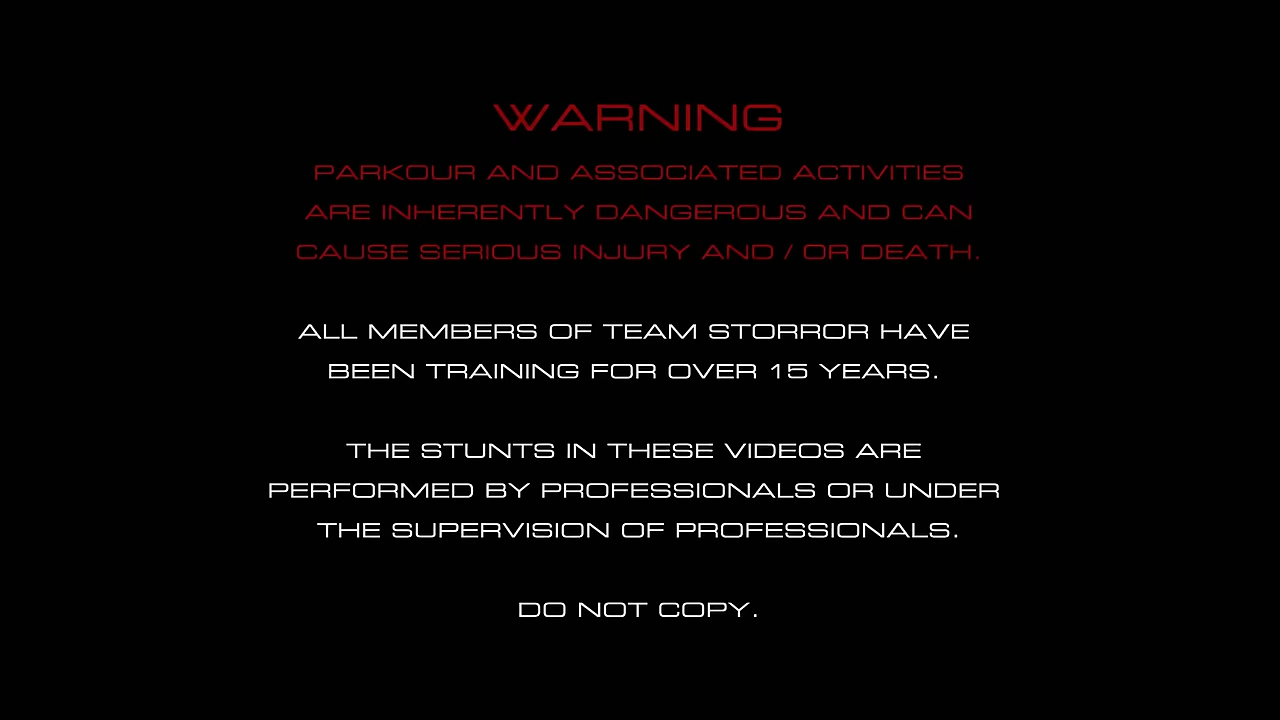 WARNING
PARKOUR AND ASSOCIATED ACTIVITIES
ARE INHERENTLY DANGEROUS AND CAN
CAUSE SERIOUS INJURY AND / OR DEATH.
ALL MEMBERS OF TEAM STORROR HAVE
BEEN TRAINING FOR OVER 15 YEARS.
THE STUNTS IN THESE VIDEOS ARE
PERFORMED BY PROFESSIONALS OR UNDER
THE SUPERVISION OF PROFESSIONALS.
DO NOT COPY.